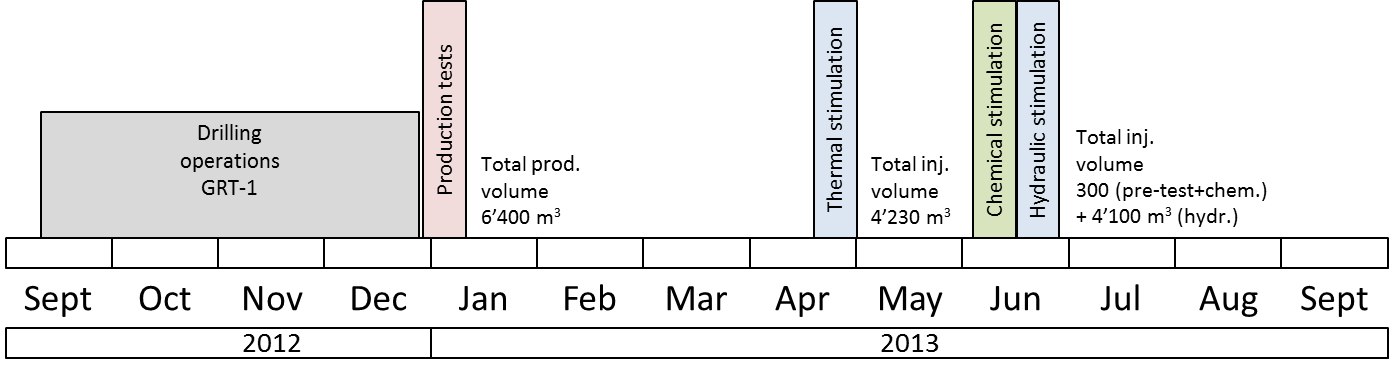 Drilling
operations
GRT-1
Production tests
Total prod.
volume
6’400 m³
Thermal stimulation
Total inj.
volume
4’230 m³
Chemical stimulation
Hydraulic stimulation
Total inj.
volume
300 (pre-test+chem.)
+ 4’100 m³ (hydr.)
Sept Oct Nov Dec Jan Feb Mar Apr May Jun Jul Aug Sept
2012 2013